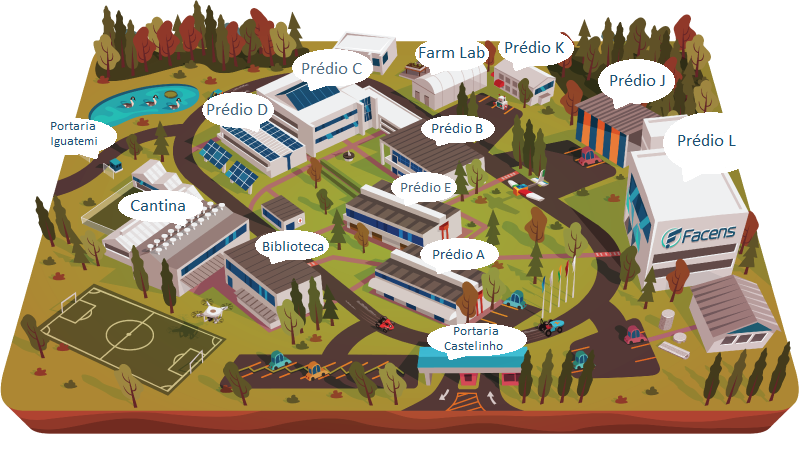 Farm Lab
Prédio K
Prédio C
Prédio J
Prédio D
Prédio B
Portaria
Iguatemi
Prédio L
Prédio E
Cantina
Facens
Biblioteca
Prédio A
Portaria
Castelinho